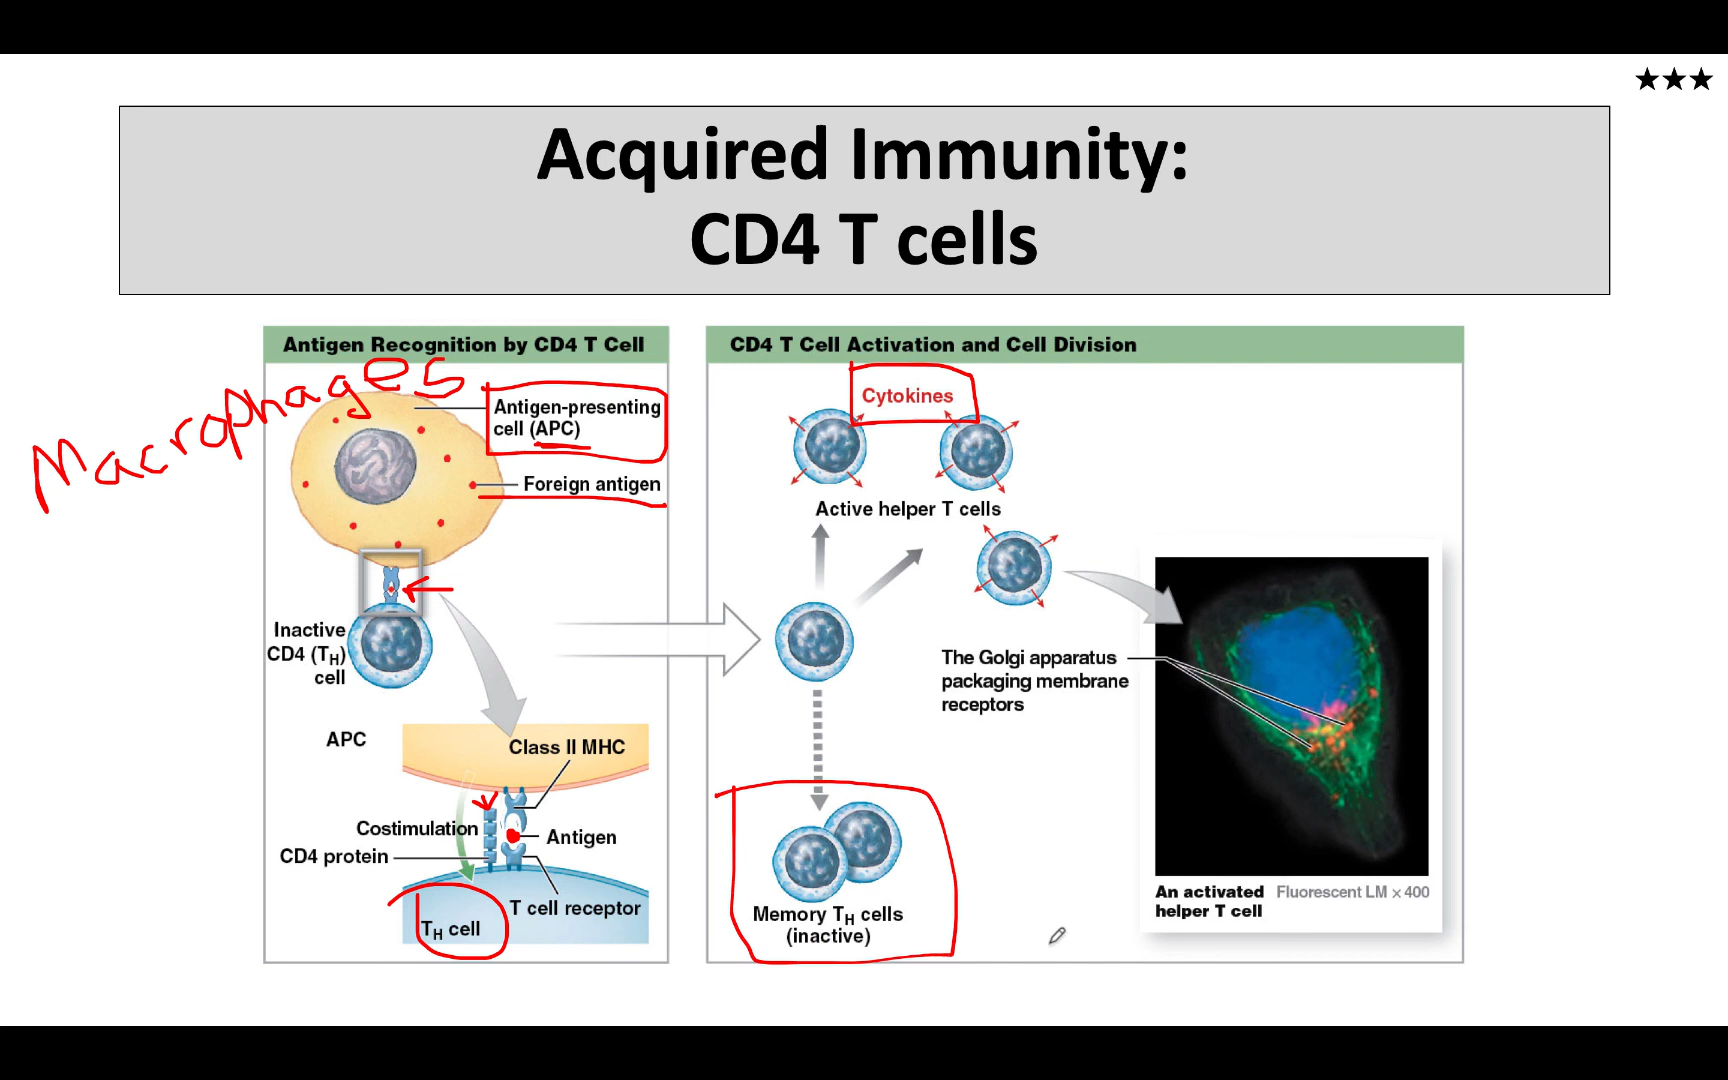 ★★★
Acquired Immunity:
CD4 T cells
Antigen Recognition by CD4 T Cell
Macrophages
Antigen-presenting
cell (APC)
Foreign antigen
Inactive
CD4 (TH)
cell
APC
Class II MHC
Costimulation
Antigen
CD4 protein
T cell receptor
TH cell
CD4 T Cell Activation and Cell Division
Cytokines
Active helper T cells
The Golgi apparatus
packaging membrane
receptors
Memory TH cells
(inactive)
An activated
helper T cell
Fluorescent LM × 400